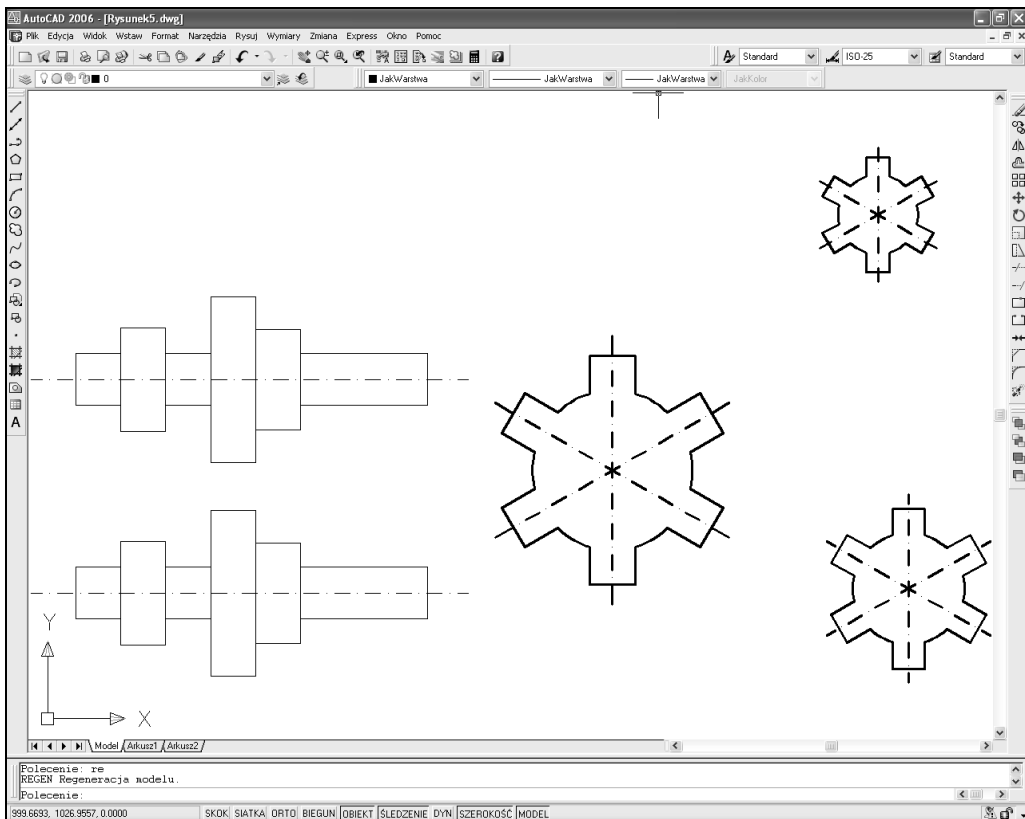 AutoCAD 2006 - [Rysunek5.dwg]
Plik Edycja Widok Wstaw Format Narzędzia Rysuj Wymiary Zmiana Express Okno Pomoc
Standard ISO-25 Standard
0 JakWarstwa JakWarstwa JakWarstwa JakKolor
A
Y
X
Model Arkusz1 Arkusz2
Polecenie: re
REGEN Regeneracja modelu.
Polecenie:
999.6693, 1026.9557, 0.0000 SKOK SIATKA ORTO BIEGUN OBIEKT ŚLEDZENIE DYN SZEROKOŚĆ MODEL